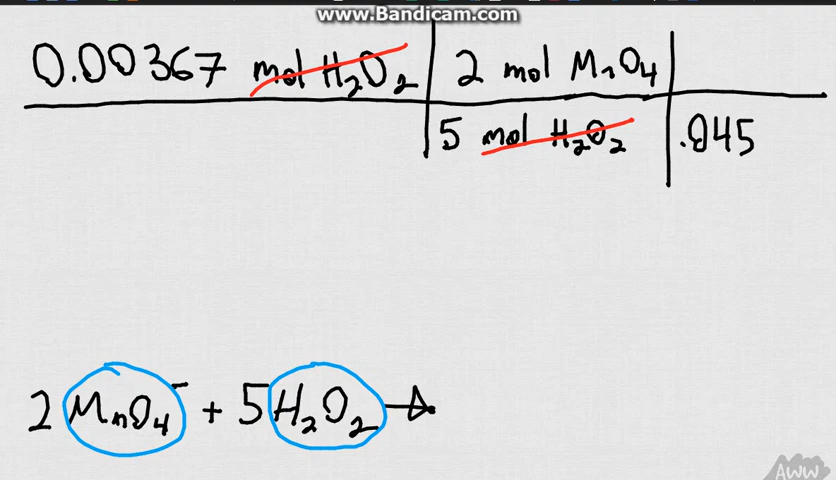 www.Bandicam.com
0.00367 mol H₂O₂ 2 mol MnO₄
5 mol H₂O₂ .045
2 MnO₄⁻ + 5 H₂O₂ →
AWW